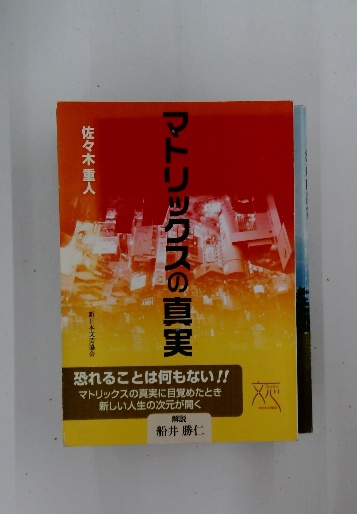 マトリックスの真実
佐々木重人
新日本文芸協会
恐れることは何もない!!
マトリックスの真実に目覚めたとき
新しい人生の次元が開く
解説
船井 勝仁